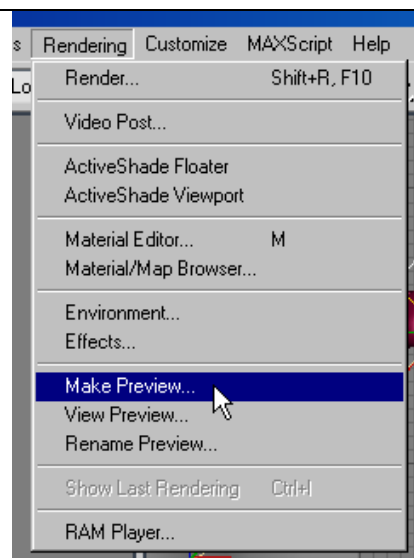 s Rendering Customize MAXScript Help
Lo
Render... Shift+R, F10
Video Post...
ActiveShade Floater
ActiveShade Viewport
Material Editor... M
Material/Map Browser...
Environment...
Effects...
Make Preview...
View Preview...
Rename Preview...
Show Last Rendering Ctrl+I
RAM Player...